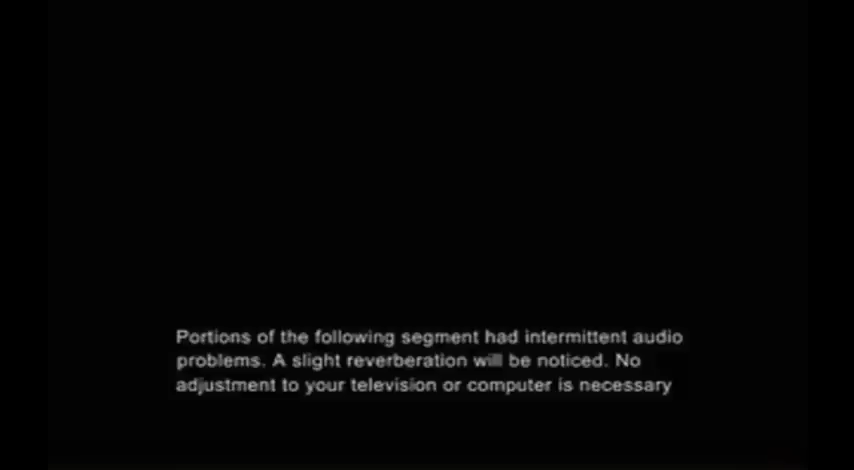 Portions of the following segment had intermittent audio
problems. A slight reverberation will be noticed. No
adjustment to your television or computer is necessary